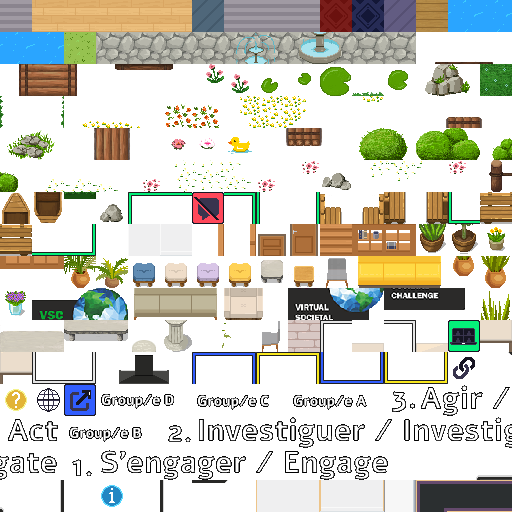 VSC
VIRTUAL
SOCIETAL
CHALLENGE
Group/e D
Group/e C
Group/e A
3. Agir /
Act
Group/e B
2. Investiguer / Investig
gate
1. S'engager / Engage